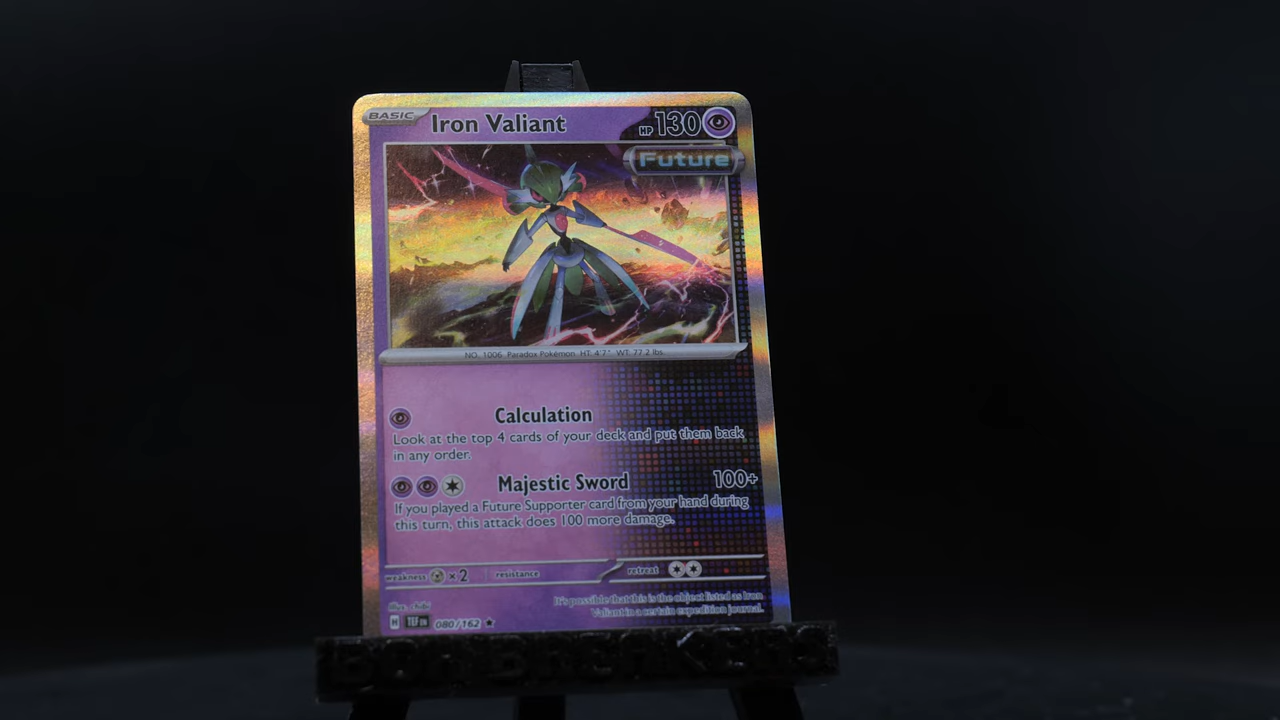 BASIC Iron Valiant HP 130
Future
NO. 1006 Paradox Pokémon HT: 4'7" WT: 77.2 lbs.
Calculation
Look at the top 4 cards of your deck and put them back
in any order.
Majestic Sword 100+
If you played a Future Supporter card from your hand during
this turn, this attack does 100 more damage.
weakness ×2 resistance retreat
It's possible that this is the object listed as Iron
Valiant in a certain expedition journal.
Illus. chibi
H TEF EN 080/162 ★